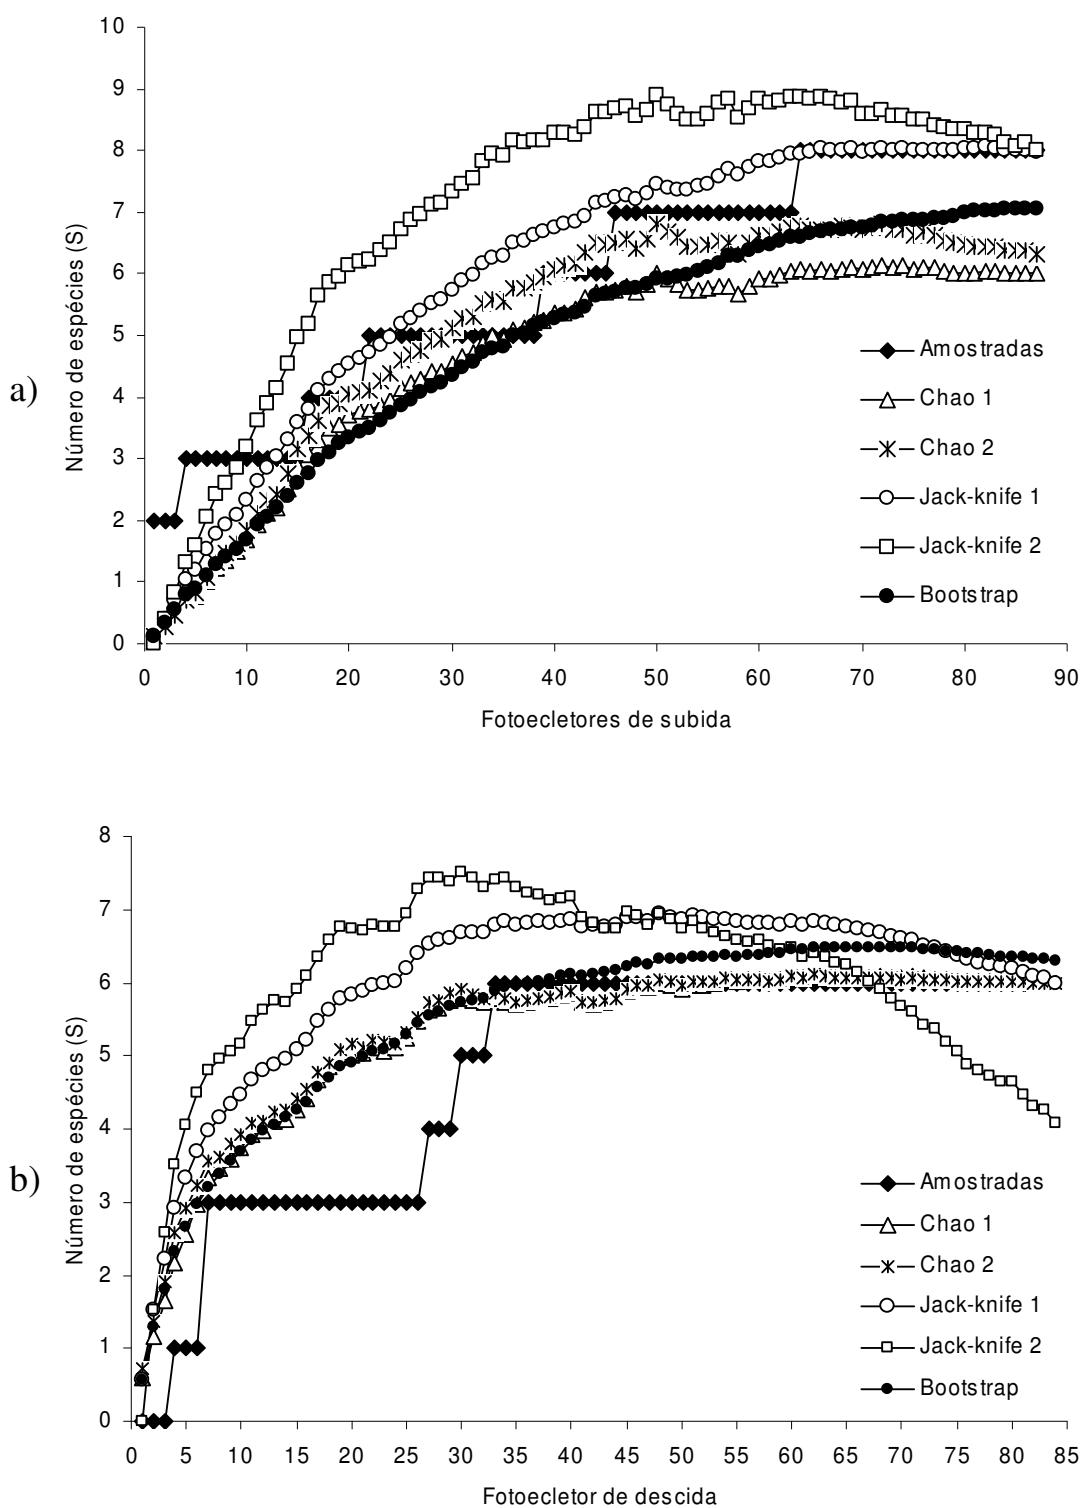 a)
Número de espécies (S)
10
9
8
7
6
5
4
3
2
1
0
0 10 20 30 40 50 60 70 80 90
Fotoecletores de subida
Amostradas
Chao 1
Chao 2
Jack-knife 1
Jack-knife 2
Bootstrap
b)
Número de espécies (S)
8
7
6
5
4
3
2
1
0
0 5 10 15 20 25 30 35 40 45 50 55 60 65 70 75 80 85
Fotoecletor de descida
Amostradas
Chao 1
Chao 2
Jack-knife 1
Jack-knife 2
Bootstrap